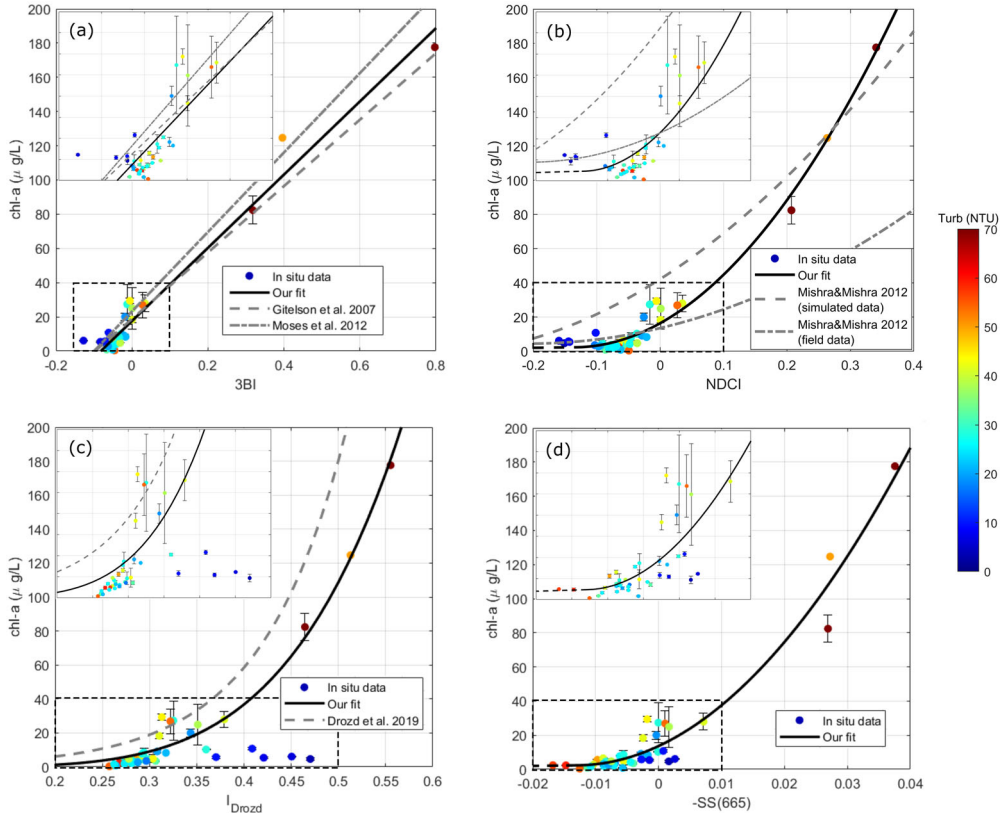 (a)
chl-a (μ g/L)
200
180
160
140
120
100
80
60
40
20
0
-0.2
0
0.2
0.4
0.6
0.8
3BI
In situ data
Our fit
Gitelson et al. 2007
Moses et al. 2012
(b)
chl-a (μ g/L)
200
180
160
140
120
100
80
60
40
20
0
-0.2
-0.1
0
0.1
0.2
0.3
0.4
NDCI
In situ data
Our fit
Mishra&Mishra 2012
(simulated data)
Mishra&Mishra 2012
(field data)
Turb (NTU)
70
60
50
40
30
20
10
0
(c)
chl-a (μ g/L)
200
180
160
140
120
100
80
60
40
20
0
0.2
0.25
0.3
0.35
0.4
0.45
0.5
0.55
0.6
I_Drozd
In situ data
Our fit
Drozd et al. 2019
(d)
chl-a (μ g/L)
200
180
160
140
120
100
80
60
40
20
0
-0.02
-0.01
0
0.01
0.02
0.03
0.04
-SS(665)
In situ data
Our fit